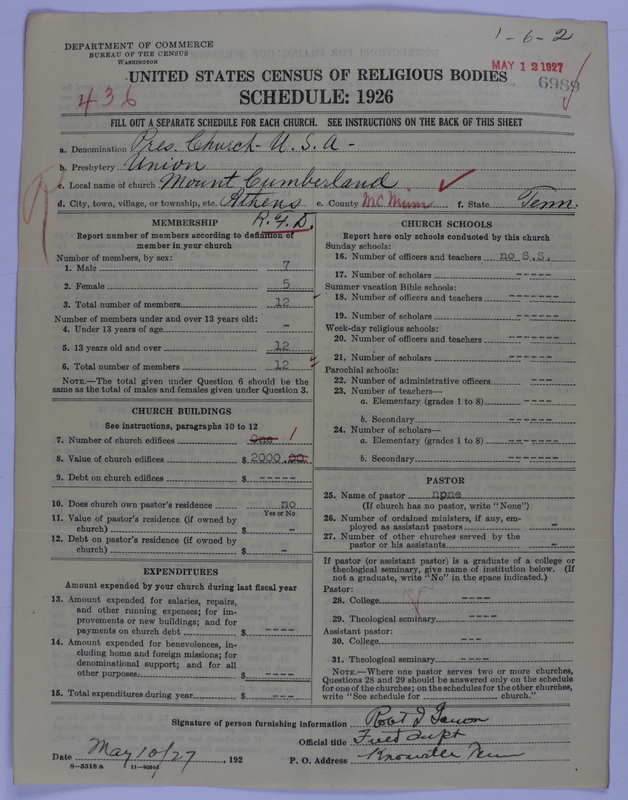 1-6-2
DEPARTMENT OF COMMERCE
BUREAU OF THE CENSUS
WASHINGTON
MAY 12 1927
6989
436
UNITED STATES CENSUS OF RELIGIOUS BODIES
SCHEDULE: 1926
FILL OUT A SEPARATE SCHEDULE FOR EACH CHURCH. SEE INSTRUCTIONS ON THE BACK OF THIS SHEET
a. Denomination Pres. Church - U. S. A -
b. Presbytery Union
c. Local name of church Mount Cumberland
d. City, town, village, or township, etc. Athens e. County McMinn f. State Tenn.
R.F.D.
MEMBERSHIP
Report number of members according to definition of
member in your church
Number of members, by sex:
1. Male 7
2. Female 5
3. Total number of members 12
Number of members under and over 13 years old:
4. Under 13 years of age -
5. 13 years old and over 12
6. Total number of members 12
NOTE.—The total given under Question 6 should be the
same as the total of males and females given under Question 3.
CHURCH BUILDINGS
See instructions, paragraphs 10 to 12
7. Number of church edifices One 1
8. Value of church edifices $ 2000.00
9. Debt on church edifices $ -----
10. Does church own pastor's residence no
Yes or No
11. Value of pastor's residence (if owned by
church) $ -
12. Debt on pastor's residence (if owned by
church) $ -
EXPENDITURES
Amount expended by your church during last fiscal year
13. Amount expended for salaries, repairs,
and other running expenses; for im-
provements or new buildings; and for
payments on church debt $ ----
14. Amount expended for benevolences, in-
cluding home and foreign missions; for
denominational support; and for all
other purposes $ ----
15. Total expenditures during year $ ---
CHURCH SCHOOLS
Report here only schools conducted by this church
Sunday schools:
16. Number of officers and teachers no S.S.
17. Number of scholars ------
Summer vacation Bible schools:
18. Number of officers and teachers ------
19. Number of scholars ------
Week-day religious schools:
20. Number of officers and teachers ------
21. Number of scholars ------
Parochial schools:
22. Number of administrative officers ---
23. Number of teachers—
a. Elementary (grades 1 to 8) ------
b. Secondary ------
24. Number of scholars—
a. Elementary (grades 1 to 8) ------
b. Secondary ------
PASTOR
25. Name of pastor none
(If church has no pastor, write "None")
26. Number of ordained ministers, if any, em-
ployed as assistant pastors -
27. Number of other churches served by the
pastor or his assistants -
If pastor (or assistant pastor) is a graduate of a college or
theological seminary, give name of institution below. (If
not a graduate, write "No" in the space indicated.)
Pastor:
28. College ----
29. Theological seminary ----
Assistant pastor:
30. College ---
31. Theological seminary ----
NOTE.—Where one pastor serves two or more churches,
Questions 28 and 29 should be answered only on the schedule
for one of the churches; on the schedules for the other churches,
write "See schedule for church."
Signature of person furnishing information Robt I
Official title Field Supt
Date May 10/27, 192 P. O. Address Knoxville Tenn
8-5518 a